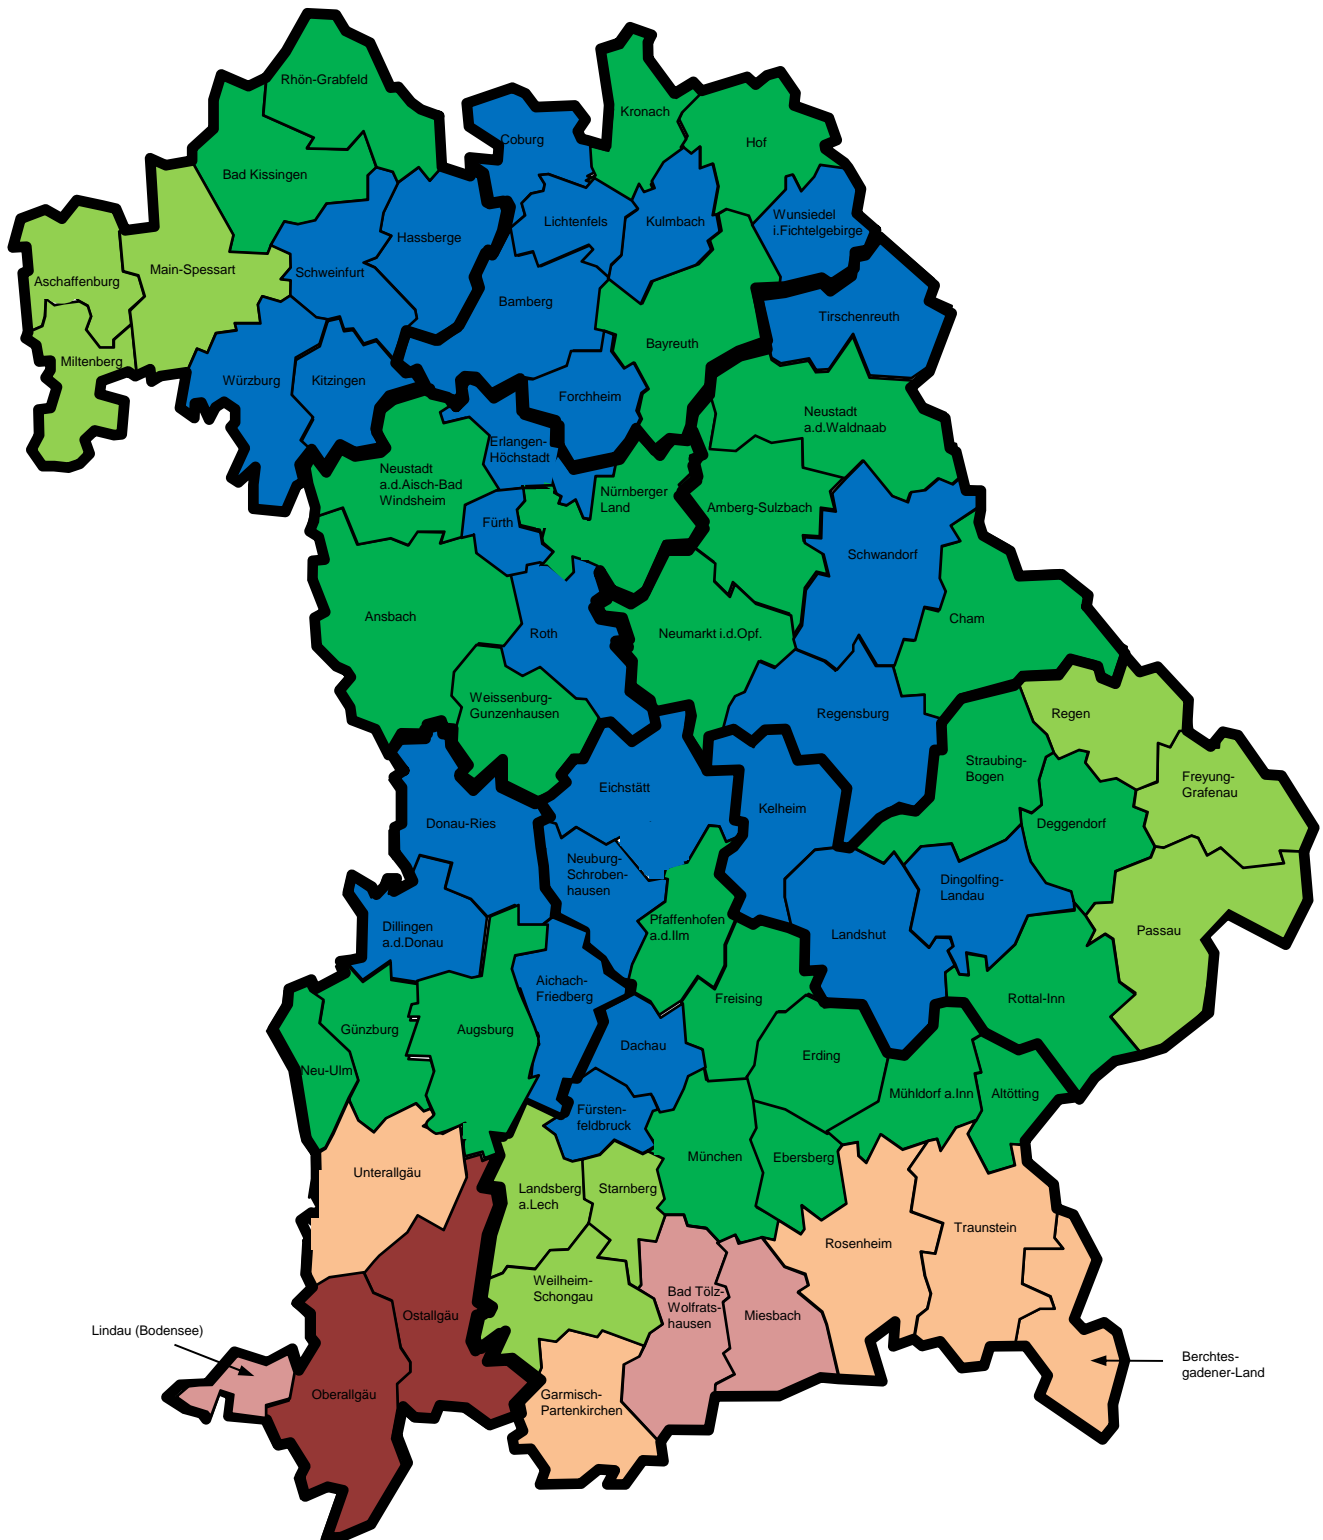 Rhön-Grabfeld
Kronach
Coburg
Hof
Bad Kissingen
Lichtenfels
Kulmbach
Wunsiedel
i.Fichtelgebirge
Hassberge
Main-Spessart
Schweinfurt
Aschaffenburg
Bamberg
Tirschenreuth
Bayreuth
Miltenberg
Würzburg
Kitzingen
Forchheim
Neustadt
a.d.Waldnaab
Erlangen-
Höchstadt
Neustadt
a.d.Aisch-Bad
Windsheim
Nürnberger
Land
Amberg-Sulzbach
Fürth
Schwandorf
Ansbach
Roth
Neumarkt i.d.Opf.
Cham
Weissenburg-
Gunzenhausen
Regensburg
Regen
Straubing-
Bogen
Freyung-
Grafenau
Eichstätt
Kelheim
Donau-Ries
Deggendorf
Neuburg-
Schroben-
hausen
Dingolfing-
Landau
Dillingen
a.d.Donau
Pfaffenhofen
a.d.Ilm
Landshut
Passau
Aichach-
Friedberg
Freising
Rottal-Inn
Günzburg
Augsburg
Dachau
Erding
Neu-Ulm
Mühldorf a.Inn
Altötting
Fürsten-
feldbruck
München
Ebersberg
Unterallgäu
Landsberg
a.Lech
Starnberg
Traunstein
Rosenheim
Weilheim-
Schongau
Bad Tölz-
Wolfrats-
hausen
Ostallgäu
Miesbach
Lindau (Bodensee)
Berchtes-
gadener-Land
Oberallgäu
Garmisch-
Partenkirchen